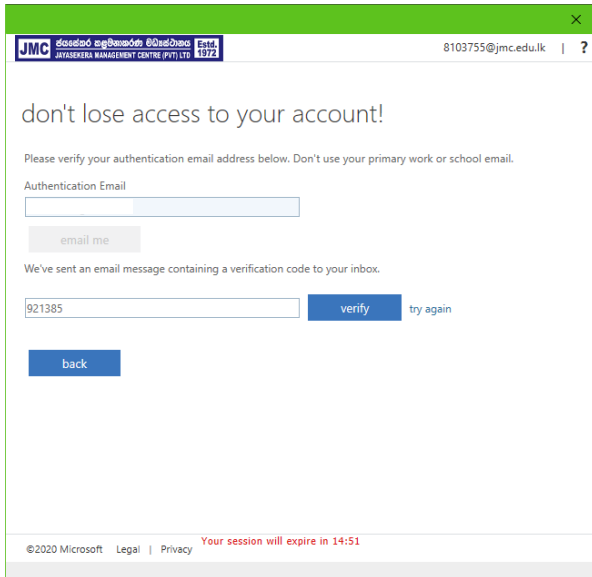 ×
JMC ජයසේකර කළමනාකරණ මධ්‍යස්ථානය Estd.
JAYASEKERA MANAGEMENT CENTRE (PVT) LTD 1972
8103755@jmc.edu.lk | ?
don't lose access to your account!
Please verify your authentication email address below. Don't use your primary work or school email.
Authentication Email
email me
We've sent an email message containing a verification code to your inbox.
921385 verify try again
back
©2020 Microsoft Legal | Privacy Your session will expire in 14:51